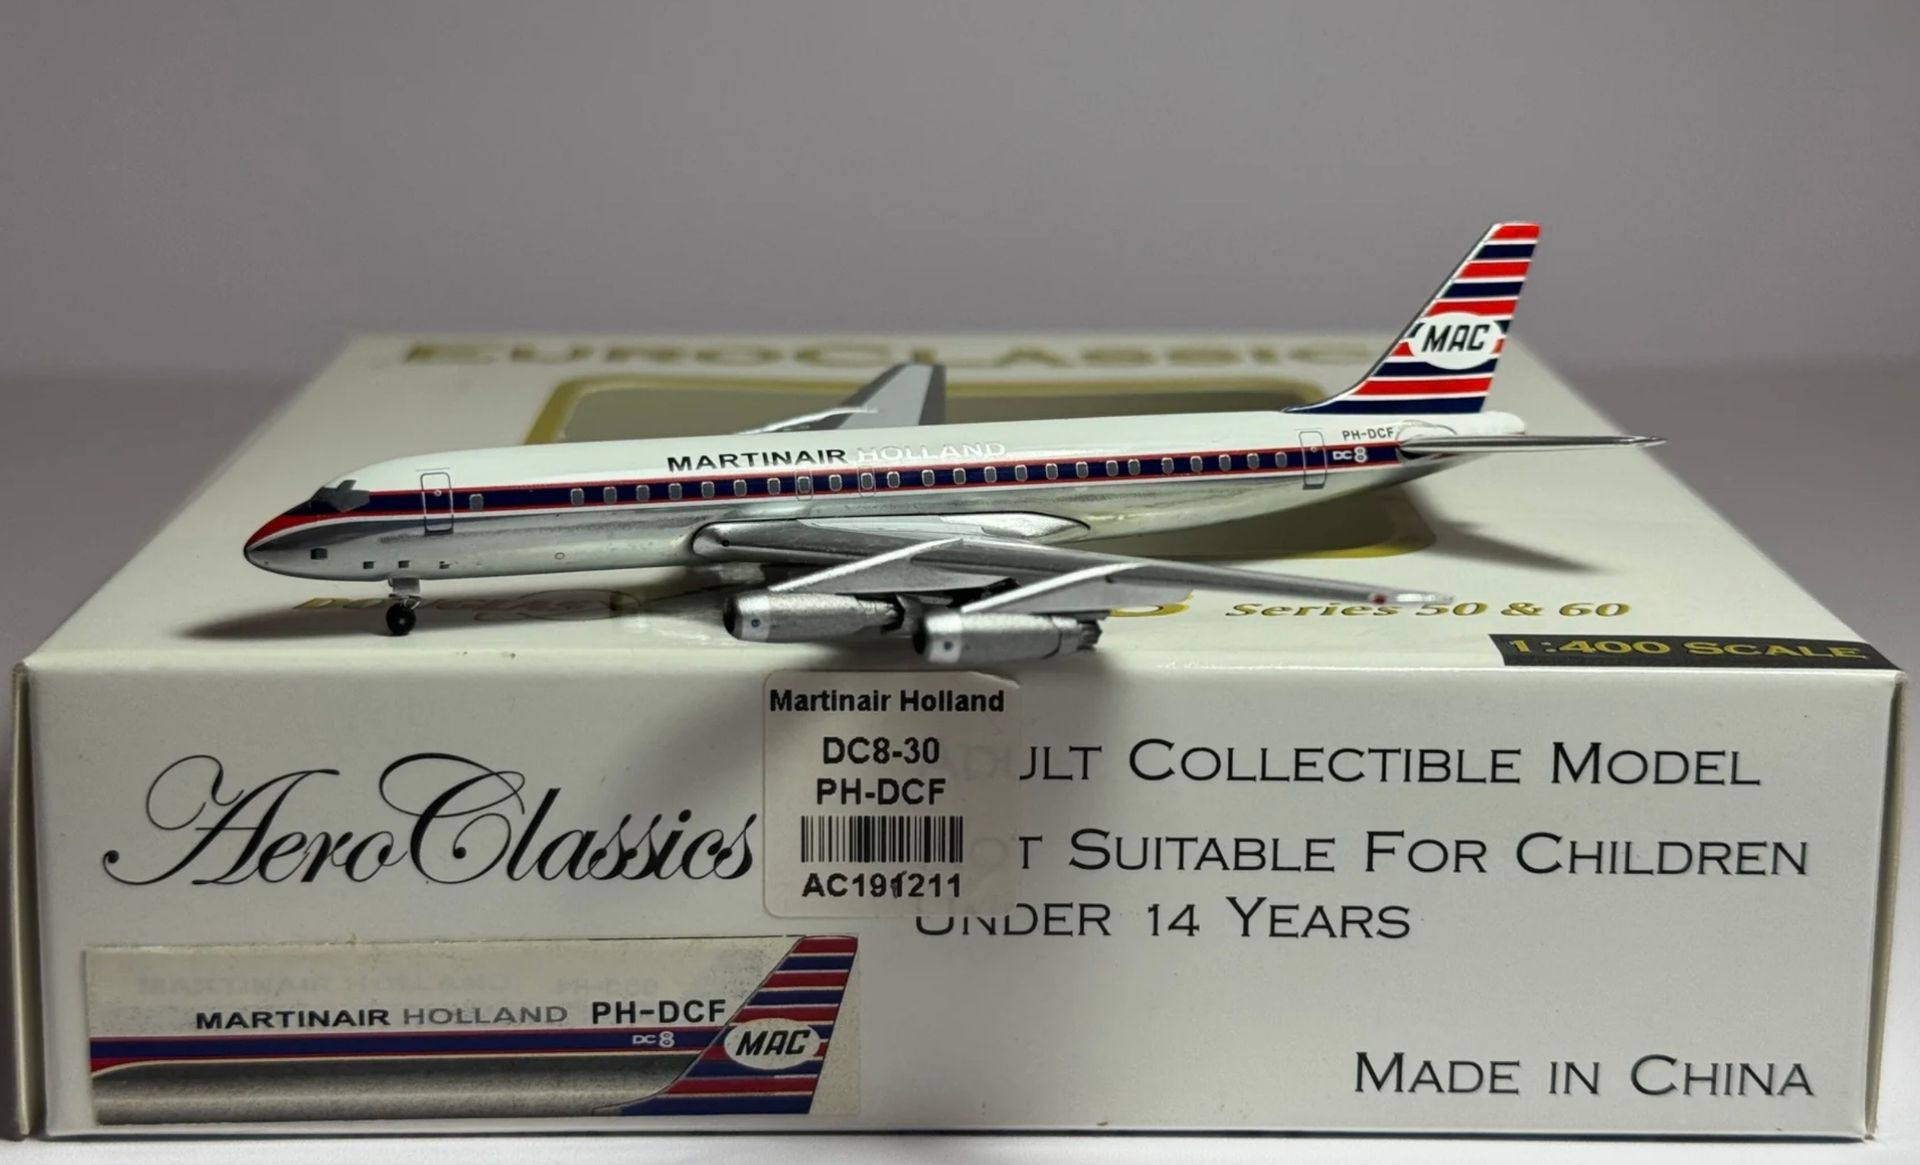 EUROCLASSICS
MAC
MARTINAIR HOLLAND
PH-DCF
DC8
DOUGLAS
Series 50 & 60
1:400 SCALE
Martinair Holland
DC8-30
PH-DCF
AC191211
AeroClassics
ADULT COLLECTIBLE MODEL
NOT SUITABLE FOR CHILDREN
UNDER 14 YEARS
MARTINAIR HOLLAND PH-DCF
DC8
MAC
MADE IN CHINA